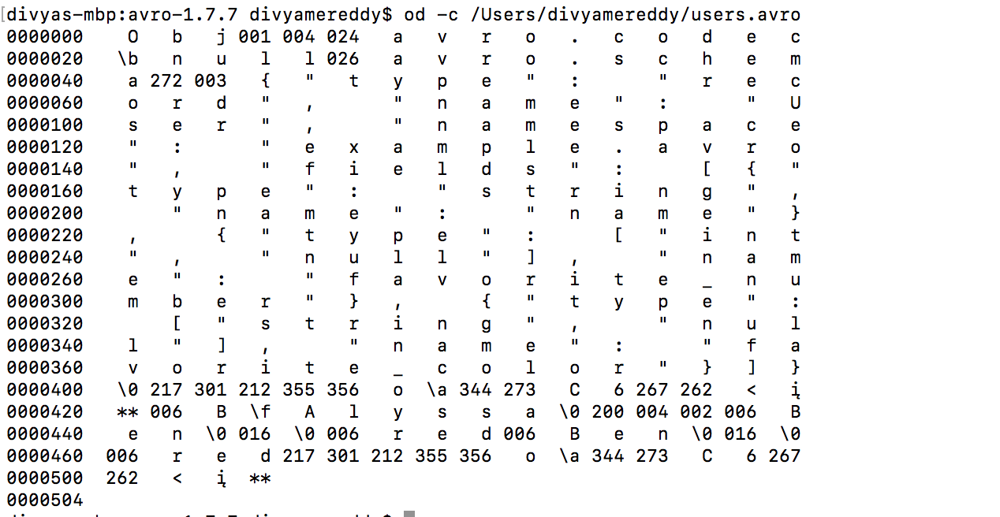 [divyas-mbp:avro-1.7.7 divyamereddy$ od -c /Users/divyamereddy/users.avro
0000000 O b j 001 004 024 a v r o . c o d e c
0000020 \b n u l l 026 a v r o . s c h e m
0000040 a 272 003 { " t y p e " : " r e c
0000060 o r d " , " n a m e " : " U
0000100 s e r " , " n a m e s p a c e
0000120 " : " e x a m p l e . a v r o
0000140 " , " f i e l d s " : [ { "
0000160 t y p e " : " s t r i n g " ,
0000200 " n a m e " : " n a m e " }
0000220 , { " t y p e " : [ " i n t
0000240 " , " n u l l " ] , " n a m
0000260 e " : " f a v o r i t e _ n u
0000300 m b e r " } , { " t y p e " :
0000320 [ " s t r i n g " , " n u l
0000340 l " ] , " n a m e " : " f a
0000360 v o r i t e _ c o l o r " } ] }
0000400 \0 217 301 212 355 356 o \a 344 273 C 6 267 262 < į
0000420 ** 006 B \f A l y s s a \0 200 004 002 006 B
0000440 e n \0 016 \0 006 r e d 006 B e n \0 016 \0
0000460 006 r e d 217 301 212 355 356 o \a 344 273 C 6 267
0000500 262 < į **
0000504